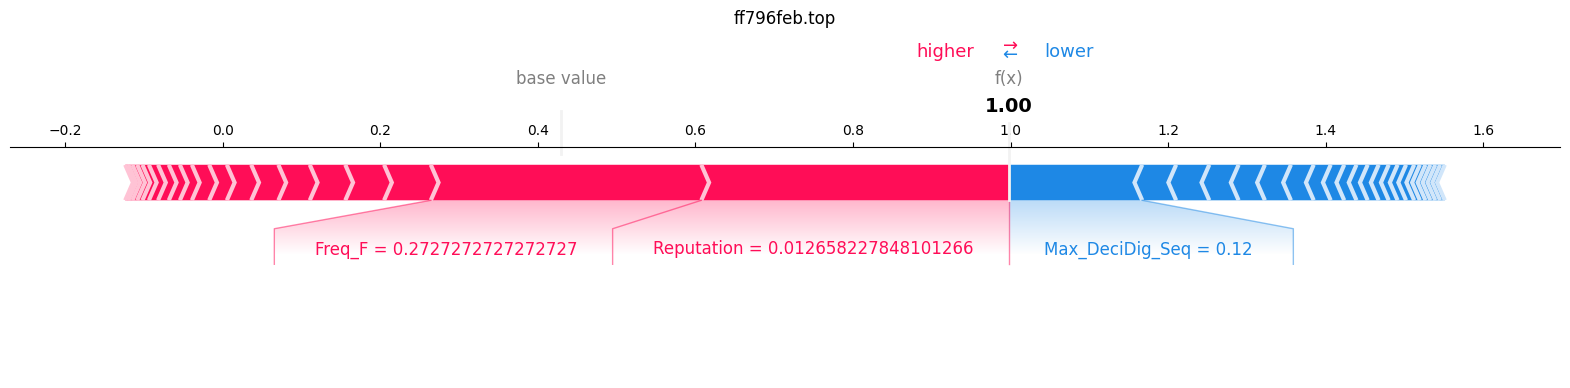 ff796feb.top
higher → ← lower
base value f(x)
1.00
−0.2 0.0 0.2 0.4 0.6 0.8 1.0 1.2 1.4 1.6
Freq_F = 0.2727272727272727 Reputation = 0.012658227848101266 Max_DeciDig_Seq = 0.12